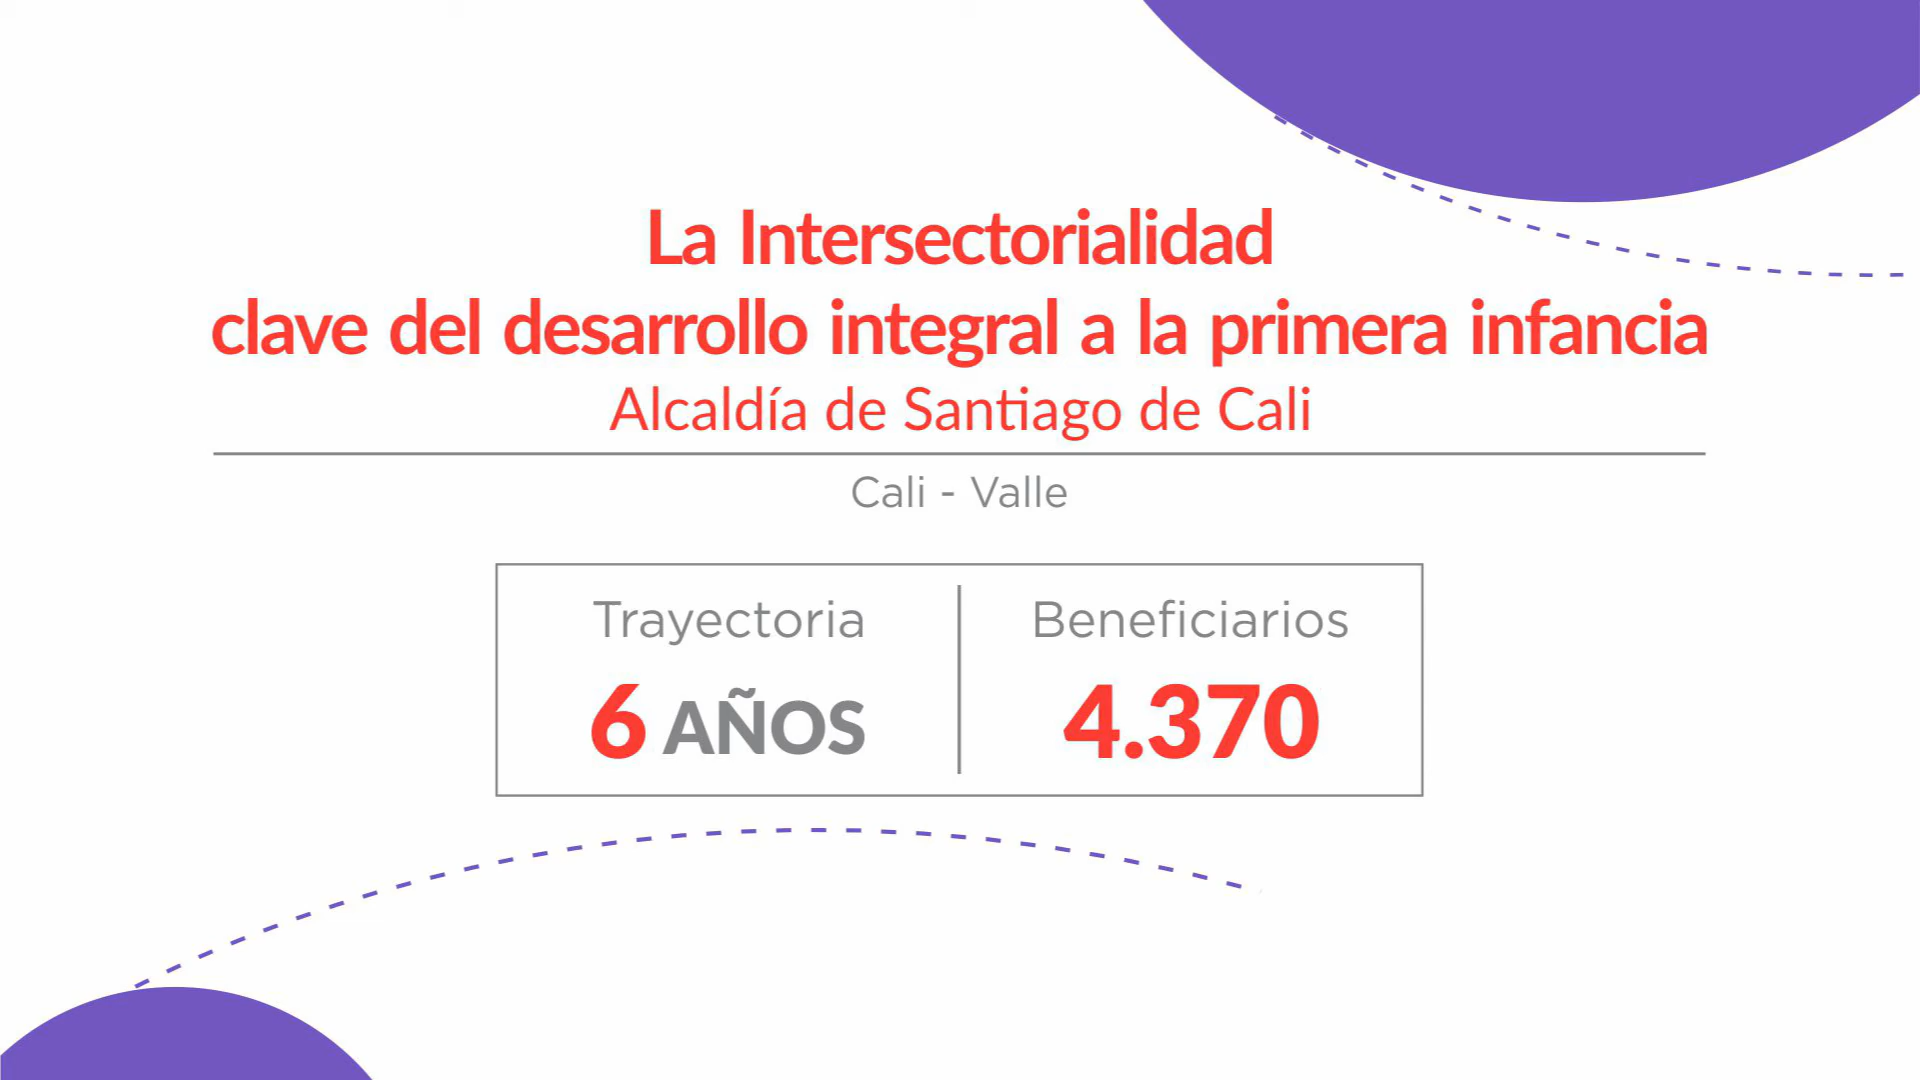 La Intersectorialidad
clave del desarrollo integral a la primera infancia
Alcaldía de Santiago de Cali
Cali - Valle
Trayectoria
6 AÑOS
Beneficiarios
4.370